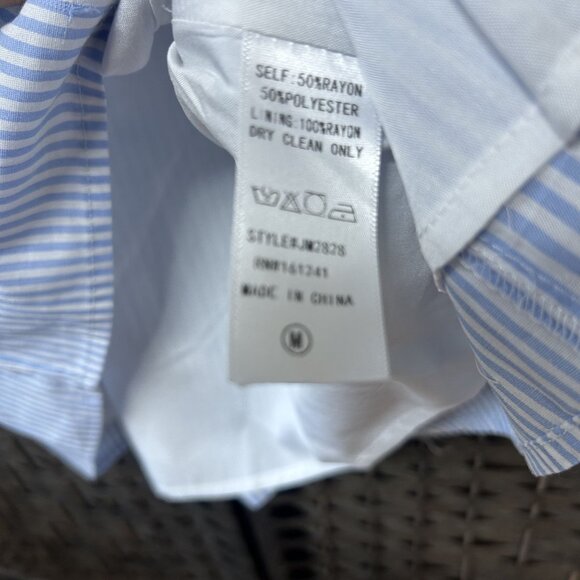 SELF:50%RAYON
50%POLYESTER
LINING:100%RAYON
DRY CLEAN ONLY
STYLE#JM2828
RN#161241
MADE IN CHINA
M